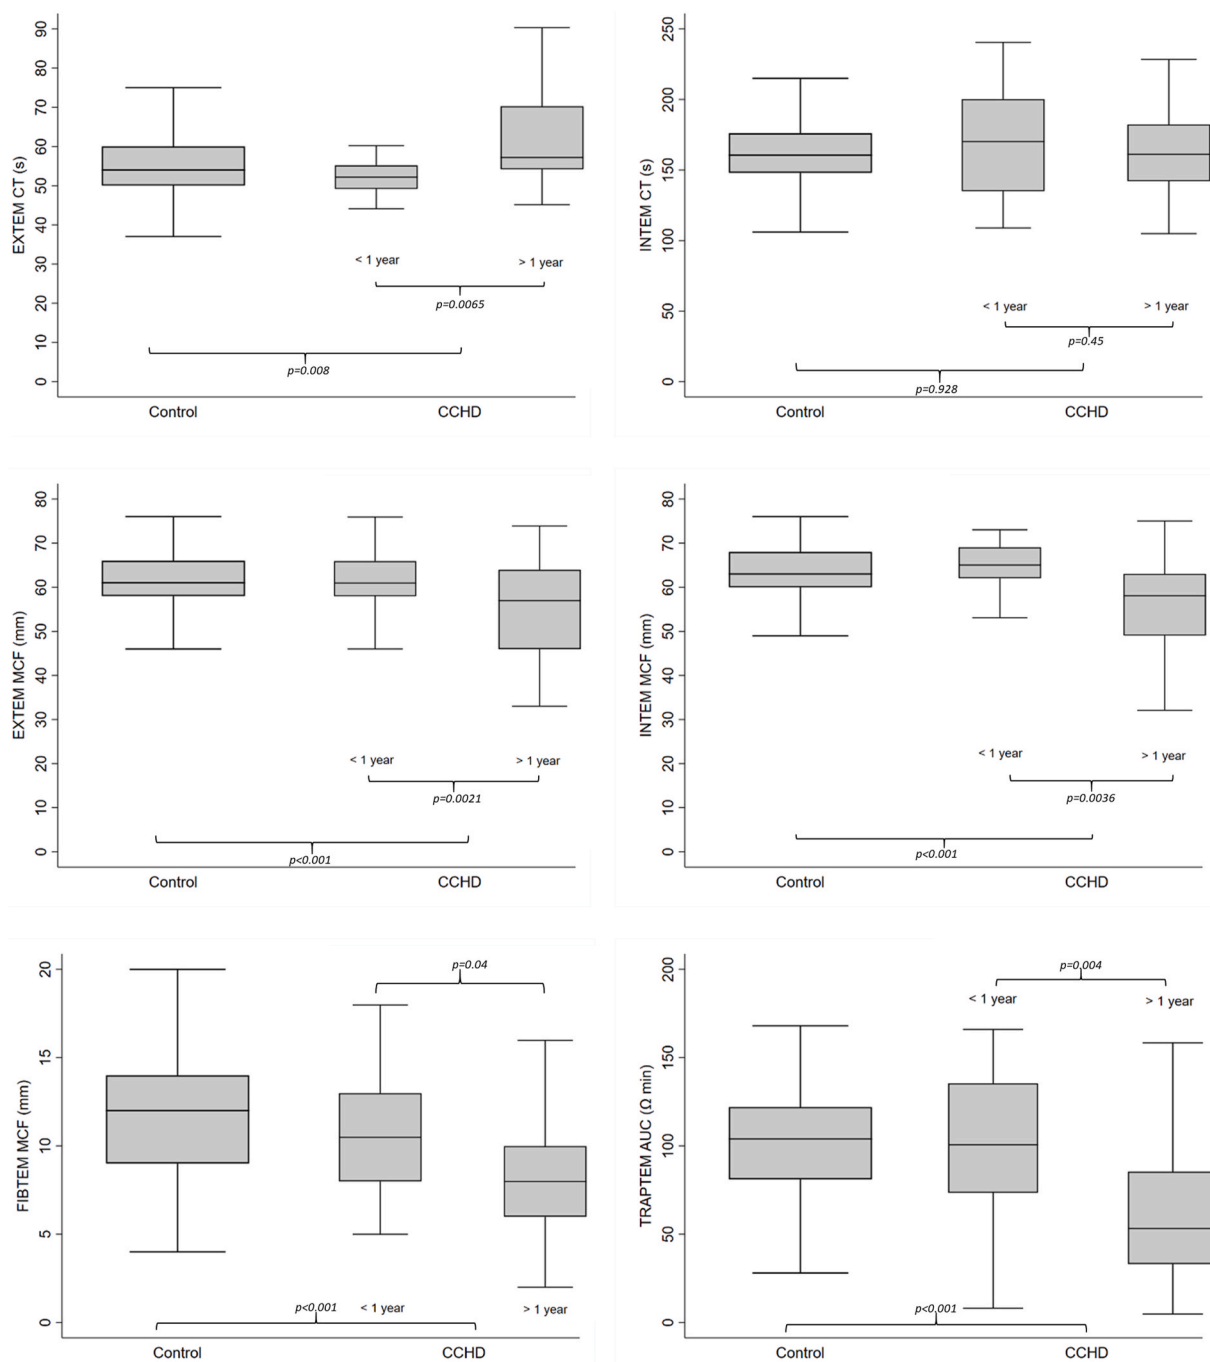 EXTEM CT (s)
90
80
70
60
50
40
30
20
10
0
< 1 year
> 1 year
p=0.0065
p=0.008
Control
CCHD
INTEM CT (s)
250
200
150
100
50
0
< 1 year
> 1 year
p=0.45
p=0.928
Control
CCHD
EXTEM MCF (mm)
80
70
60
50
40
30
20
10
0
< 1 year
> 1 year
p=0.0021
p<0.001
Control
CCHD
INTEM MCF (mm)
80
70
60
50
40
30
20
10
0
< 1 year
> 1 year
p=0.0036
p<0.001
Control
CCHD
FIBTEM MCF (mm)
20
15
10
5
0
p=0.04
p<0.001
< 1 year
> 1 year
Control
CCHD
TRAPTEM AUC (Ω min)
200
150
100
50
0
p=0.004
< 1 year
> 1 year
p<0.001
Control
CCHD